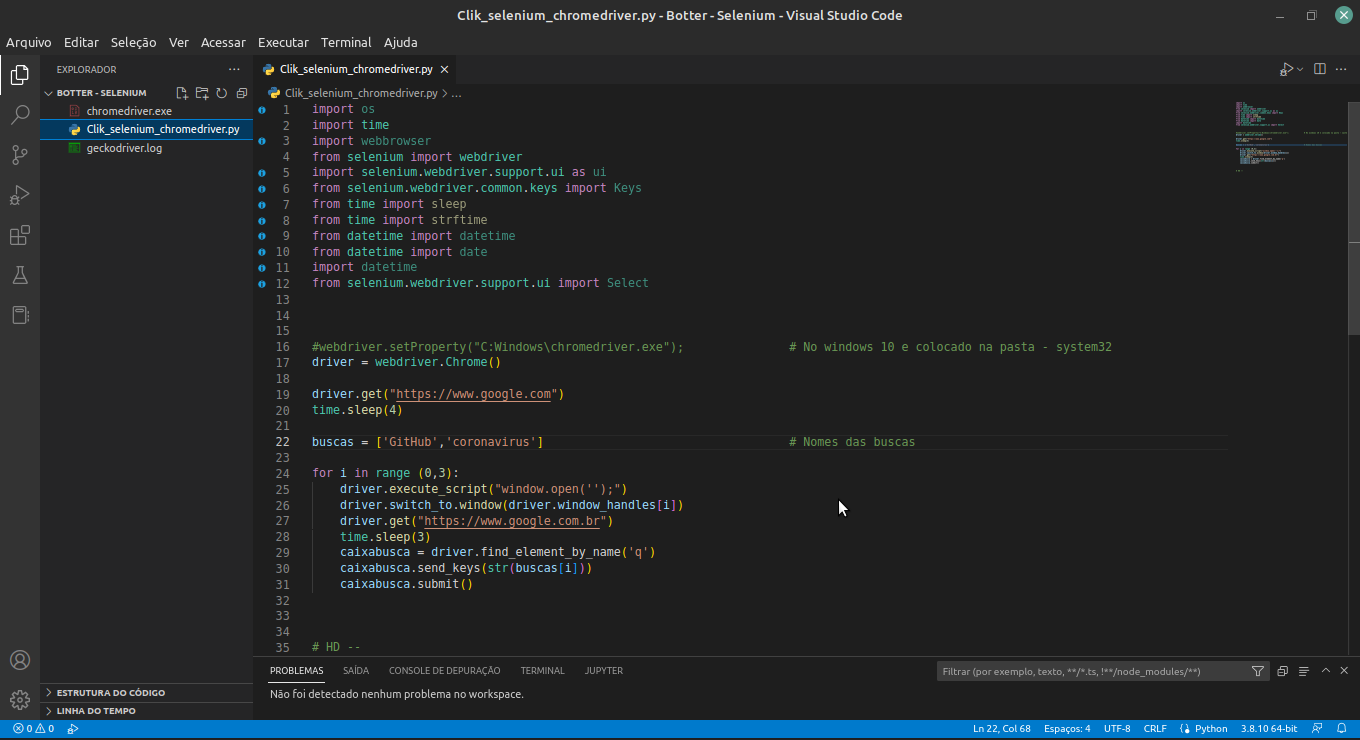 Clik_selenium_chromedriver.py - Botter - Selenium - Visual Studio Code
Arquivo Editar Seleção Ver Acessar Executar Terminal Ajuda
EXPLORADOR
BOTTER - SELENIUM
chromedriver.exe
Clik_selenium_chromedriver.py
geckodriver.log
ESTRUTURA DO CÓDIGO
LINHA DO TEMPO
Clik_selenium_chromedriver.py
Clik_selenium_chromedriver.py > ...
1 import os
2 import time
3 import webbrowser
4 from selenium import webdriver
5 import selenium.webdriver.support.ui as ui
6 from selenium.webdriver.common.keys import Keys
7 from time import sleep
8 from time import strftime
9 from datetime import datetime
10 from datetime import date
11 import datetime
12 from selenium.webdriver.support.ui import Select
13
14
15
16 #webdriver.setProperty("C:Windows\chromedriver.exe"); # No windows 10 e colocado na pasta - system32
17 driver = webdriver.Chrome()
18
19 driver.get("https://www.google.com")
20 time.sleep(4)
21
22 buscas = ['GitHub','coronavirus'] # Nomes das buscas
23
24 for i in range (0,3):
25 driver.execute_script("window.open('');")
26 driver.switch_to.window(driver.window_handles[i])
27 driver.get("https://www.google.com.br")
28 time.sleep(3)
29 caixabusca = driver.find_element_by_name('q')
30 caixabusca.send_keys(str(buscas[i]))
31 caixabusca.submit()
32
33
34
35 # HD --
PROBLEMAS SAÍDA CONSOLE DE DEPURAÇÃO TERMINAL JUPYTER
Filtrar (por exemplo, texto, **/*.ts, !**/node_modules/**)
Não foi detectado nenhum problema no workspace.
0 0
Ln 22, Col 68 Espaços: 4 UTF-8 CRLF Python 3.8.10 64-bit